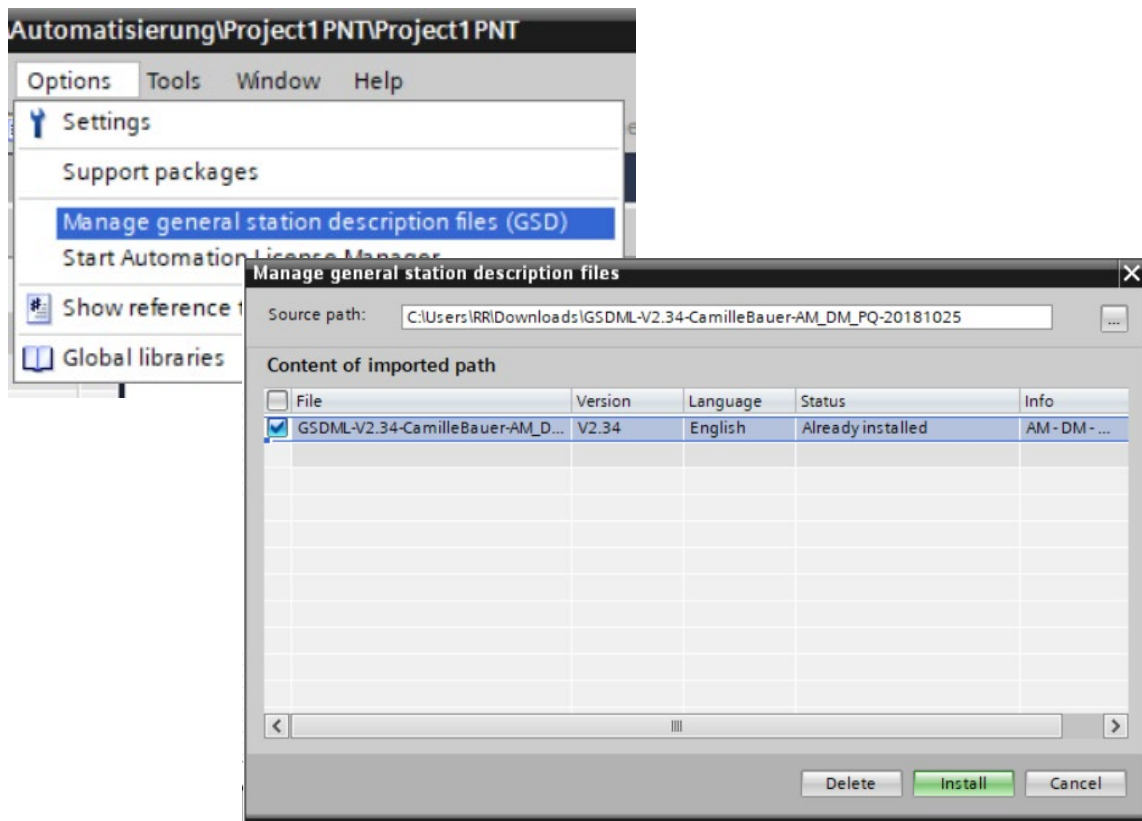 Automatisierung\Project1PNT\Project1PNT
Options Tools Window Help
Settings
Support packages
Manage general station description files (GSD)
Start Automation License Manager
Show reference
Global libraries
Manage general station description files
Source path: C:\Users\RR\Downloads\GSDML-V2.34-CamilleBauer-AM_DM_PQ-20181025 ...
Content of imported path
File Version Language Status Info
GSDML-V2.34-CamilleBauer-AM_D... V2.34 English Already installed AM - DM - ...
Delete Install Cancel